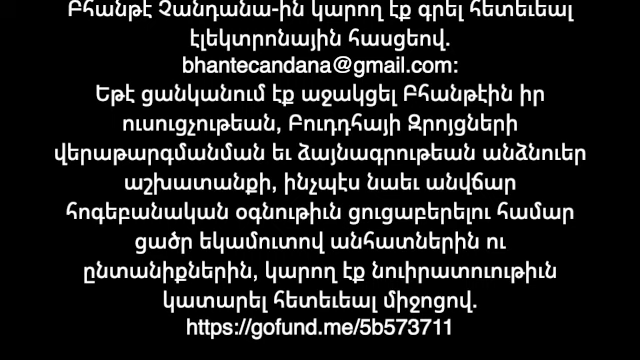 Բհանթէ Չանդանա-ին կարող էք գրել հետեւեալ
էլեկտրոնային հասցեով.
bhantecandana@gmail.com:
Եթէ ցանկանում էք աջակցել Բհանթէին իր
ուսուցչութեան, Բուդդհայի Զրոյցների
վերաթարգմանման եւ ձայնագրութեան անձնուեր
աշխատանքի, ինչպէս նաեւ անվճար
հոգեբանական օգնութիւն ցուցաբերելու համար
ցածր եկամուտով անհատներին ու
ընտանիքներին, կարող էք նուիրատուութիւն
կատարել հետեւեալ միջոցով.
https://gofund.me/5b573711